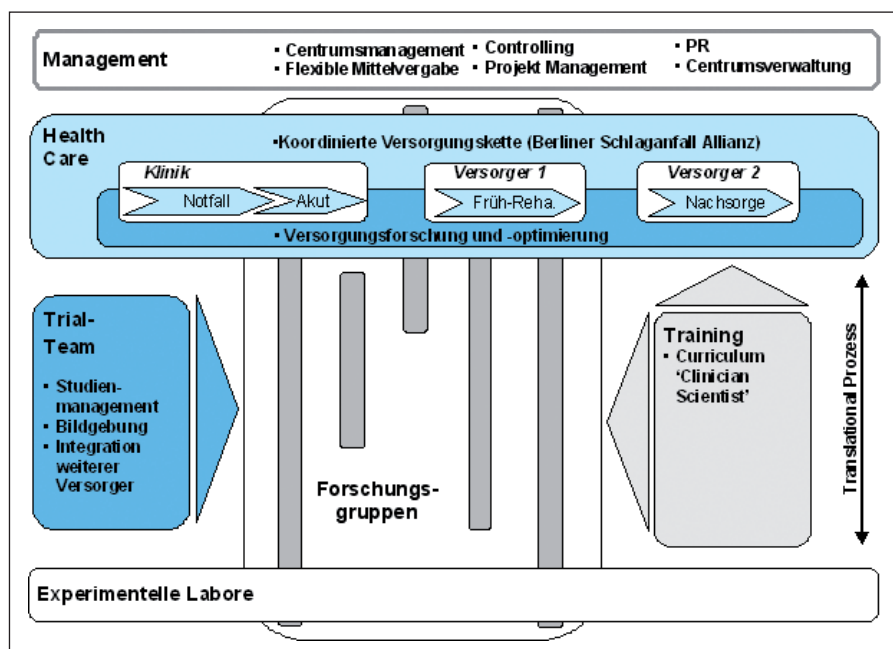 Management
▪ Centrumsmanagement
▪ Flexible Mittelvergabe
▪ Controlling
▪ Projekt Management
▪ PR
▪ Centrumsverwaltung
Health
Care
▪Koordinierte Versorgungskette (Berliner Schlaganfall Allianz)
Klinik
Notfall
Akut
Versorger 1
Früh-Reha.
Versorger 2
Nachsorge
▪ Versorgungsforschung und -optimierung
Trial-
Team
▪ Studien-
management
▪ Bildgebung
▪ Integration
weiterer
Versorger
Forschungs-
gruppen
Training
▪ Curriculum
‘Clinician
Scientist’
Translational Prozess
Experimentelle Labore